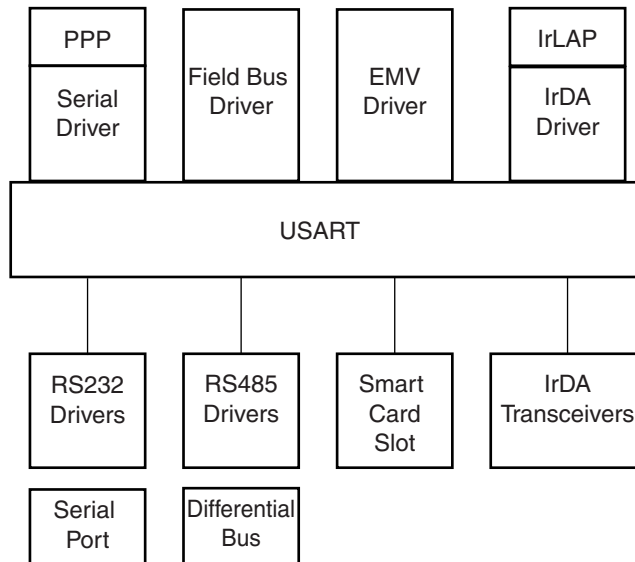 PPP
Serial
Driver
Field Bus
Driver
EMV
Driver
IrLAP
IrDA
Driver
USART
RS232
Drivers
RS485
Drivers
Smart
Card
Slot
IrDA
Transceivers
Serial
Port
Differential
Bus